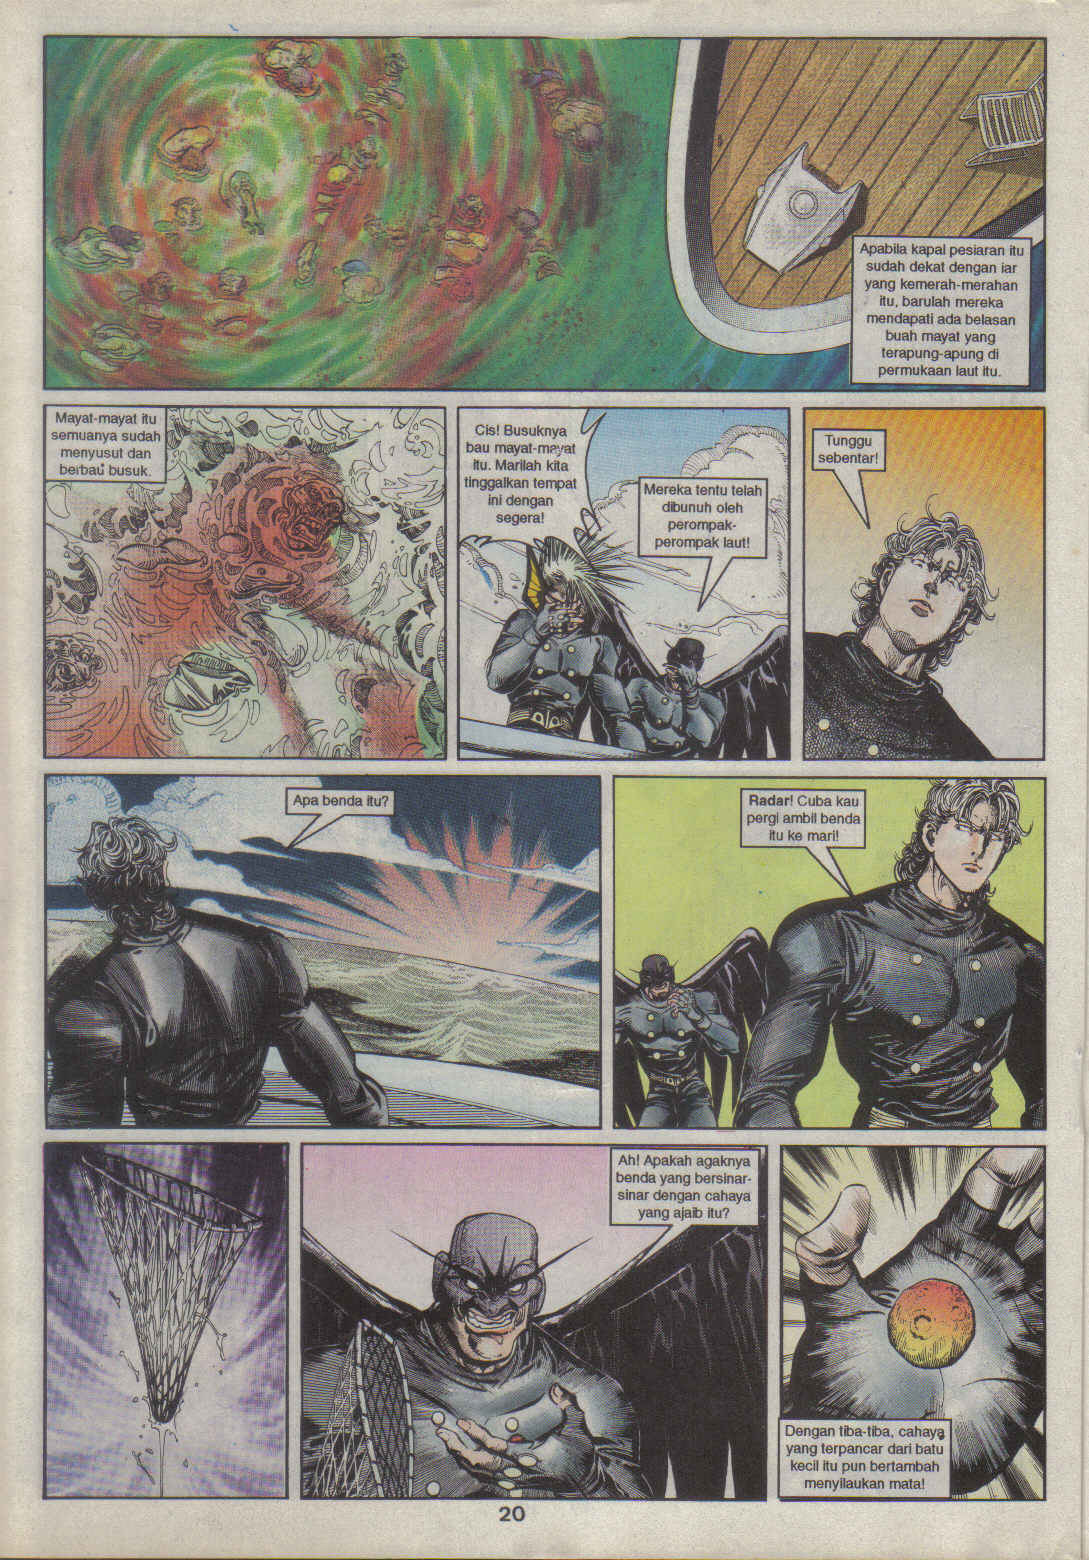 Apabila kapal pesiaran itu
sudah dekat dengan iar
yang kemerah-merahan
itu, barulah mereka
mendapati ada belasan
buah mayat yang
terapung-apung di
permukaan laut itu.
Mayat-mayat itu
semuanya sudah
menyusut dan
berbau busuk.
Cis! Busuknya
bau mayat-mayat
itu. Marilah kita
tinggalkan tempat
ini dengan
segera!
Mereka tentu telah
dibunuh oleh
perompak-
perompak laut!
Tunggu
sebentar!
Apa benda itu?
Radar! Cuba kau
pergi ambil benda
itu ke mari!
Ah! Apakah agaknya
benda yang bersinar-
sinar dengan cahaya
yang ajaib itu?
Dengan tiba-tiba, cahaya
yang terpancar dari batu
kecil itu pun bertambah
menyilaukan mata!
20